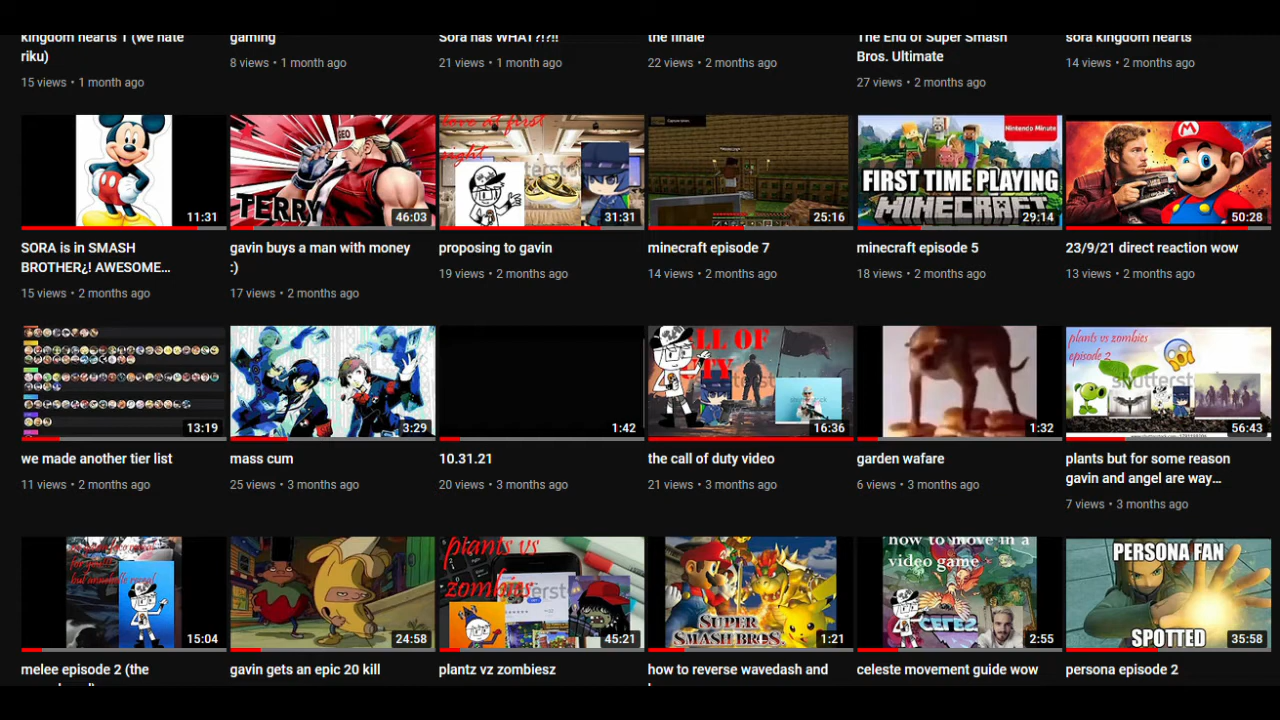 kingdom hearts 1 (we hate
riku)
15 views • 1 month ago
gaming
8 views • 1 month ago
Sora has WHAT?!?!!
21 views • 1 month ago
the finale
22 views • 2 months ago
The End of Super Smash
Bros. Ultimate
27 views • 2 months ago
sora kingdom hearts
14 views • 2 months ago
11:31
SORA is in SMASH
BROTHER¿! AWESOME...
15 views • 2 months ago
GEO
TERRY
46:03
gavin buys a man with money
:)
17 views • 2 months ago
love at first
night
31:31
proposing to gavin
19 views • 2 months ago
25:16
minecraft episode 7
14 views • 2 months ago
Nintendo Minute
FIRST TIME PLAYING
MINECRAFT
29:14
minecraft episode 5
18 views • 2 months ago
M
50:28
23/9/21 direct reaction wow
13 views • 2 months ago
13:19
we made another tier list
11 views • 2 months ago
3:29
mass cum
25 views • 3 months ago
1:42
10.31.21
20 views • 3 months ago
16:36
the call of duty video
21 views • 3 months ago
1:32
garden wafare
6 views • 3 months ago
plants vs zombies
episode 2
56:43
plants but for some reason
gavin and angel are way...
7 views • 3 months ago
15:04
melee episode 2 (the
24:58
gavin gets an epic 20 kill
plants vs
zombies
45:21
plantz vz zombiesz
SUPER
SMASH BROS.
1:21
how to reverse wavedash and
how to move in a
video game
2:55
celeste movement guide wow
PERSONA FAN
SPOTTED
35:58
persona episode 2